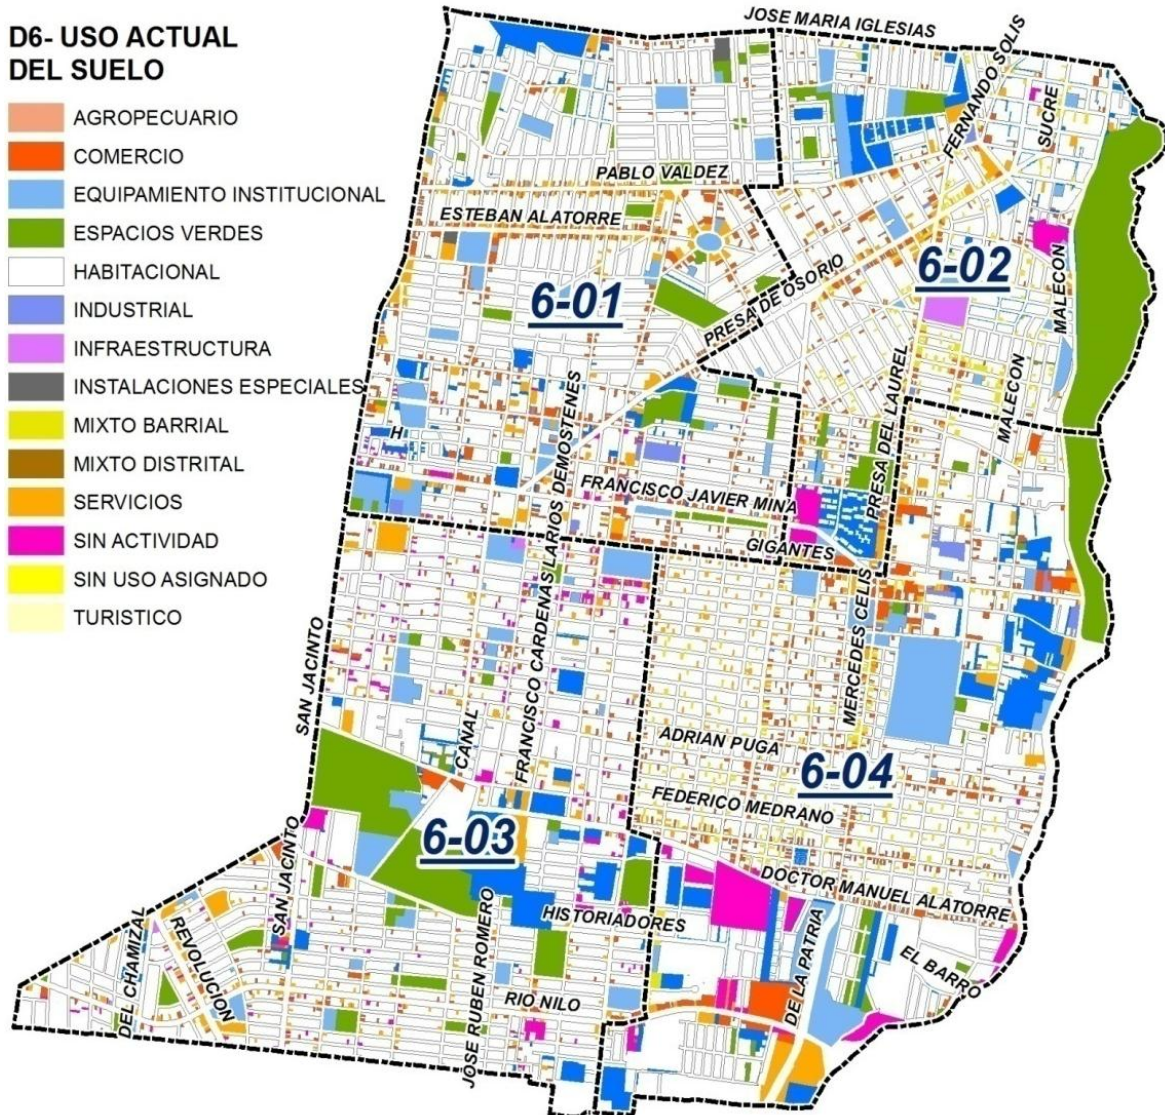 D6- USO ACTUAL
DEL SUELO
AGROPECUARIO
COMERCIO
EQUIPAMIENTO INSTITUCIONAL
ESPACIOS VERDES
HABITACIONAL
INDUSTRIAL
INFRAESTRUCTURA
INSTALACIONES ESPECIALES
MIXTO BARRIAL
MIXTO DISTRITAL
SERVICIOS
SIN ACTIVIDAD
SIN USO ASIGNADO
TURISTICO
JOSE MARIA IGLESIAS
FERNANDO SOLIS
SUCRE
PABLO VALDEZ
ESTEBAN ALATORRE
6-01
6-02
PRESA DE OSORIO
MALECON
MALECON
PRESA DEL LAUREL
H
FRANCISCO JAVIER MINA
GIGANTES
FRANCISCO CARDENAS LARIOS DEMOSTENES
SAN JACINTO
MERCEDES CELIS
CANAL
ADRIAN PUGA
6-04
FEDERICO MEDRANO
6-03
SAN JACINTO
DOCTOR MANUEL ALATORRE
HISTORIADORES
DEL CHAMIZAL
REVOLUCION
JOSE RUBEN ROMERO
DE LA PATRIA
EL BARRO
RIO NILO